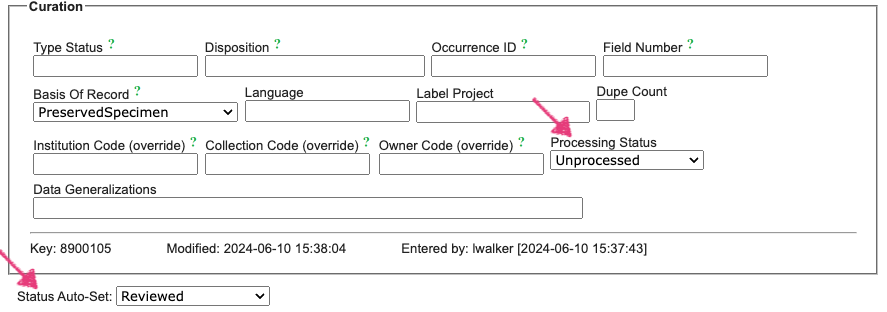 Curation
Type Status ? Disposition ? Occurrence ID ? Field Number ?
Basis Of Record ? Language Label Project Dupe Count
PreservedSpecimen
Institution Code (override) ? Collection Code (override) ? Owner Code (override) ? Processing Status
Unprocessed
Data Generalizations
Key: 8900105 Modified: 2024-06-10 15:38:04 Entered by: lwalker [2024-06-10 15:37:43]
Status Auto-Set: Reviewed